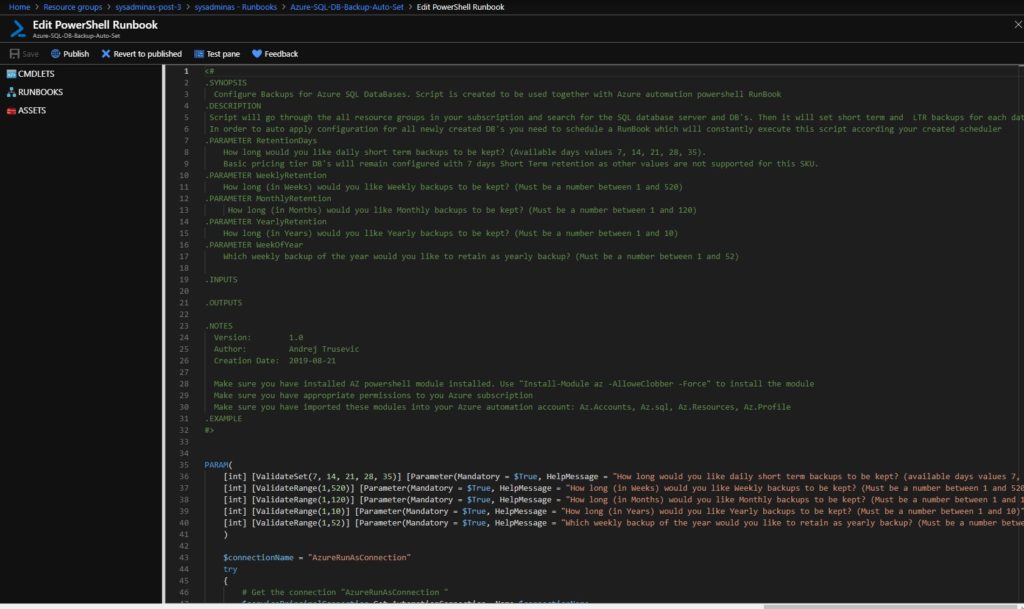 Home > Resource groups > sysadminas-post-3 > sysadminas - Runbooks > Azure-SQL-DB-Backup-Auto-Set > Edit PowerShell Runbook
Edit PowerShell Runbook
Azure-SQL-DB-Backup-Auto-Set
Save Publish Revert to published Test pane Feedback
CMDLETS
RUNBOOKS
ASSETS
1 <#
2 .SYNOPSIS
3 Configure Backups for Azure SQL DataBases. Script is created to be used together with Azure automation powershell RunBook
4 .DESCRIPTION
5 Script will go through the all resource groups in your subscription and search for the SQL database server and DB's. Then it will set short term and LTR backups for each dat
6 In order to auto apply configuration for all newly created DB's you need to schedule a RunBook which will constantly execute this script according your created scheduler
7 .PARAMETER RetentionDays
8 How long would you like daily short term backups to be kept? (Available days values 7, 14, 21, 28, 35).
9 Basic pricing tier DB's will remain configured with 7 days Short Term retention as other values are not supported for this SKU.
10 .PARAMETER WeeklyRetention
11 How long (in Weeks) would you like Weekly backups to be kept? (Must be a number between 1 and 520)
12 .PARAMETER MonthlyRetention
13 How long (in Months) would you like Monthly backups to be kept? (Must be a number between 1 and 120)
14 .PARAMETER YearlyRetention
15 How long (in Years) would you like Yearly backups to be kept? (Must be a number between 1 and 10)
16 .PARAMETER WeekOfYear
17 Which weekly backup of the year would you like to retain as yearly backup? (Must be a number between 1 and 52)
18
19 .INPUTS
20
21 .OUTPUTS
22
23 .NOTES
24 Version: 1.0
25 Author: Andrej Trusevic
26 Creation Date: 2019-08-21
27
28 Make sure you have installed AZ powershell module installed. Use "Install-Module az -AlloweClobber -Force" to install the module
29 Make sure you have appropriate permissions to you Azure subscription
30 Make sure you have imported these modules into your Azure automation account: Az.Accounts, Az.sql, Az.Resources, Az.Profile
31 .EXAMPLE
32 #>
33
34
35 PARAM(
36 [int] [ValidateSet(7, 14, 21, 28, 35)] [Parameter(Mandatory = $True, HelpMessage = "How long would you like daily short term backups to be kept? (available days values 7,
37 [int] [ValidateRange(1,520)] [Parameter(Mandatory = $True, HelpMessage = "How long (in Weeks) would you like Weekly backups to be kept? (Must be a number between 1 and 520
38 [int] [ValidateRange(1,120)] [Parameter(Mandatory = $True, HelpMessage = "How long (in Months) would you like Monthly backups to be kept? (Must be a number between 1 and 1
39 [int] [ValidateRange(1,10)] [Parameter(Mandatory = $True, HelpMessage = "How long (in Years) would you like Yearly backups to be kept? (Must be a number between 1 and 10)"
40 [int] [ValidateRange(1,52)] [Parameter(Mandatory = $True, HelpMessage = "Which weekly backup of the year would you like to retain as yearly backup? (Must be a number betwe
41 )
42
43 $connectionName = "AzureRunAsConnection"
44 try
45 {
46 # Get the connection "AzureRunAsConnection "